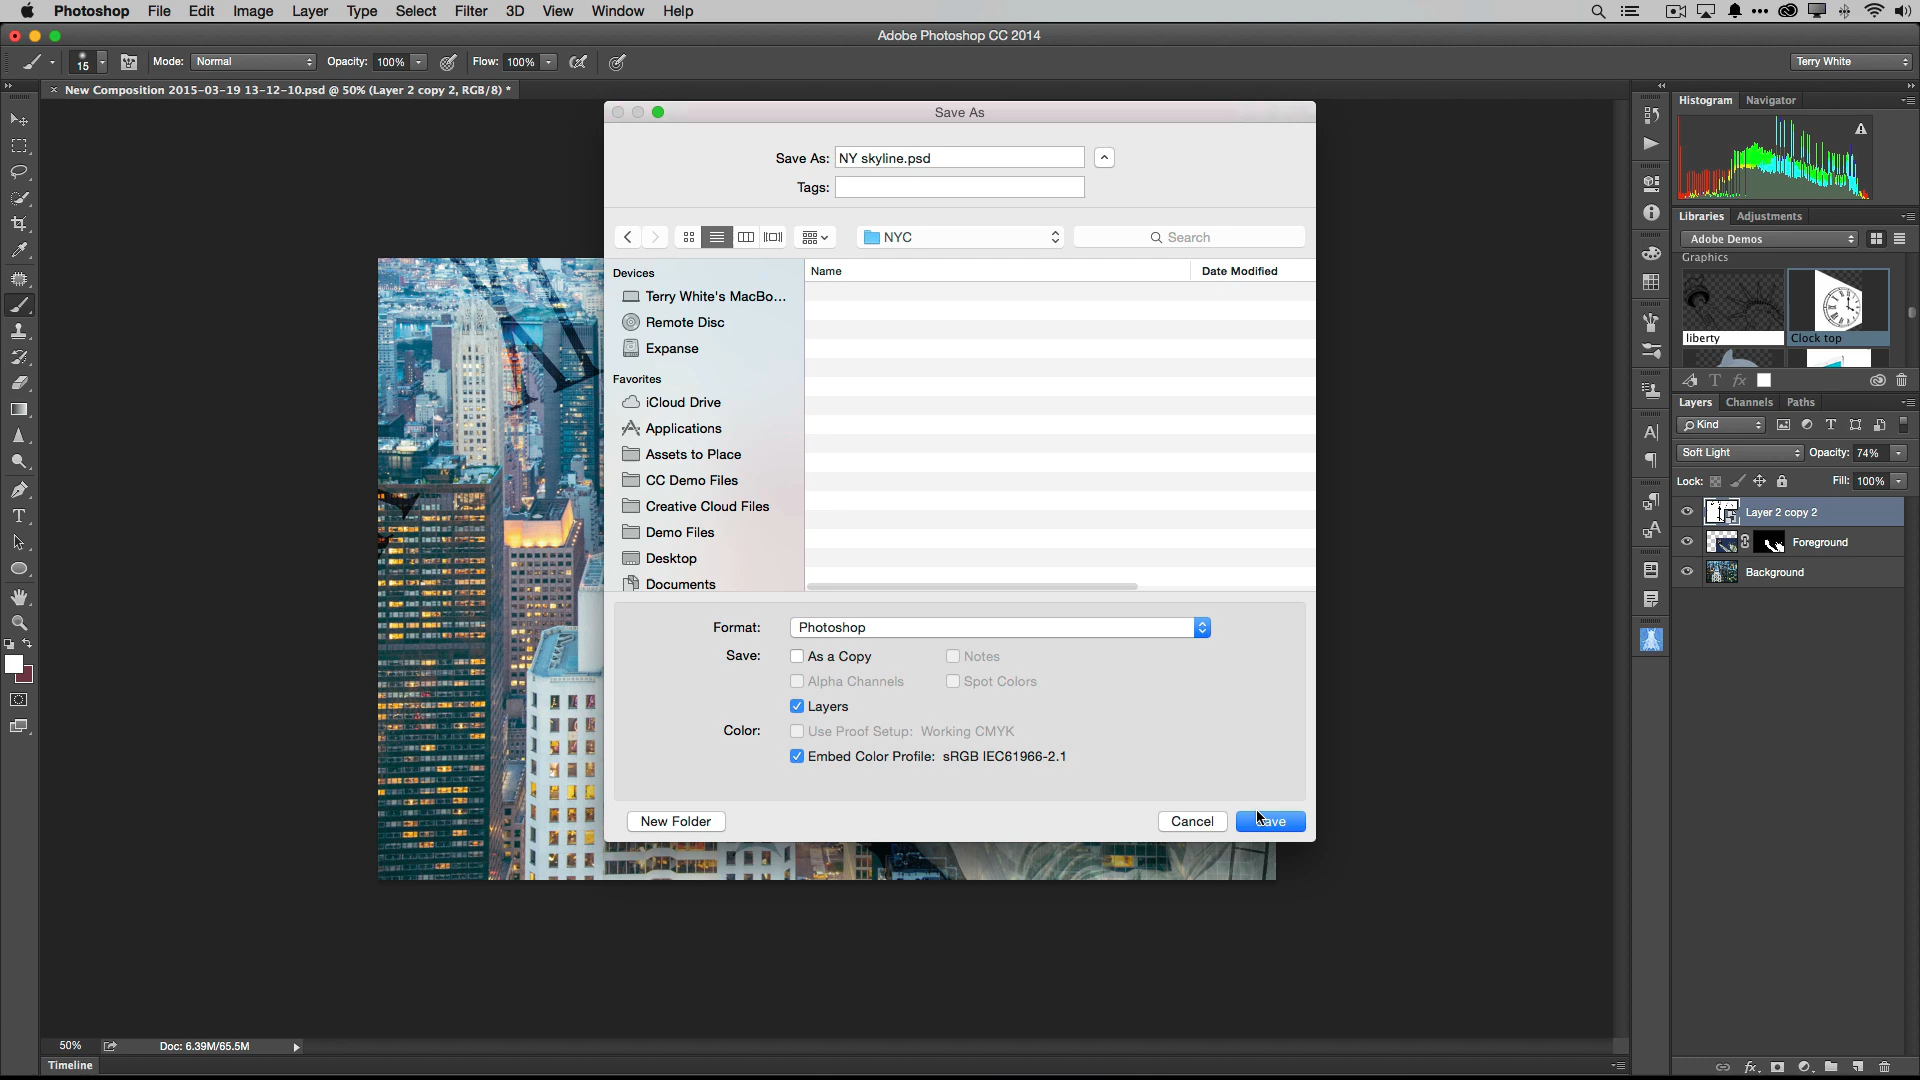 Photoshop File Edit Image Layer Type Select Filter 3D View Window Help
Adobe Photoshop CC 2014
15 Mode: Normal Opacity: 100% Flow: 100% Terry White
New Composition 2015-03-19 13-12-10.psd @ 50% (Layer 2 copy 2, RGB/8) *
Save As
Save As: NY skyline.psd
Tags:
NYC
Search
Devices
Terry White's MacBo...
Remote Disc
Expanse
Favorites
iCloud Drive
Applications
Assets to Place
CC Demo Files
Creative Cloud Files
Demo Files
Desktop
Documents
Name Date Modified
Format: Photoshop
Save: As a Copy Notes
Alpha Channels Spot Colors
Layers
Color: Use Proof Setup: Working CMYK
Embed Color Profile: sRGB IEC61966-2.1
New Folder Cancel Save
Histogram Navigator
Libraries Adjustments
Adobe Demos
Graphics
liberty Clock top
Layers Channels Paths
Kind
Soft Light Opacity: 74%
Lock: Fill: 100%
Layer 2 copy 2
Foreground
Background
50% Doc: 6.39M/65.5M
Timeline